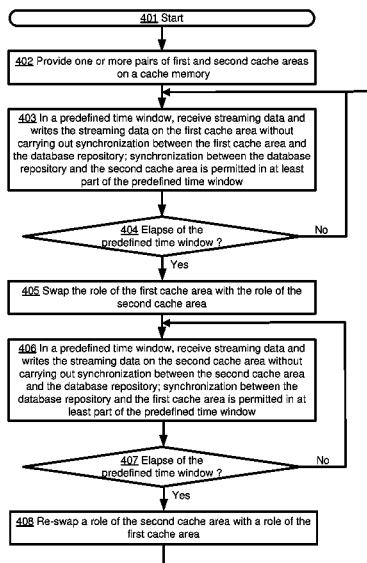 401 Start
402 Provide one or more pairs of first and second cache areas
on a cache memory
403 In a predefined time window, receive streaming data and
writes the streaming data on the first cache area without
carrying out synchronization between the first cache area and
the database repository; synchronization between the database
repository and the second cache area is permitted in at least
part of the predefined time window
404 Elapse of the
predefined time window ?
No
Yes
405 Swap the role of the first cache area with the role of the
second cache area
406 In a predefined time window, receive streaming data and
writes the streaming data on the second cache area without
carrying out synchronization between the second cache area
and the database repository; synchronization between the
database repository and the first cache area is permitted in at
least part of the predefined time window
407 Elapse of the
predefined time window ?
No
Yes
408 Re-swap a role of the second cache area with a role of the
first cache area